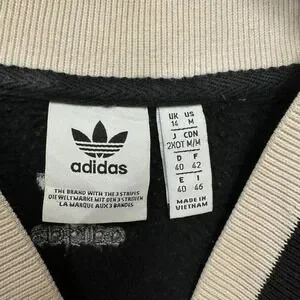 adidas
THE BRAND WITH THE 3 STRIPES
DIE WELTMARKE MIT DEN 3 STREIFEN
LA MARQUE AUX 3 BANDES
UK US
14 M
J CDN
2XOT M/M
D F
40 42
E I
40 46
MADE IN
VIETNAM